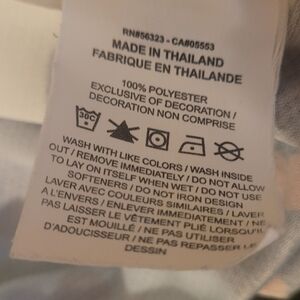 RN#56323 - CA#05553
MADE IN THAILAND
FABRIQUE EN THAILANDE
100% POLYESTER
EXCLUSIVE OF DECORATION /
DECORATION NON COMPRISE
30C
WASH WITH LIKE COLORS / WASH INSIDE
OUT / REMOVE IMMEDIATELY / DO NOT ALLOW
TO LAY ON ITSELF WHEN WET / DO NOT USE
SOFTENERS / DO NOT IRON DESIGN
LAVER AVEC COULEURS SIMILAIRES / LAVER
A L'ENVERS / ENLEVER IMMEDIATEMENT / NE
PAS LAISSER LE VÊTEMENT PLIÉ LORSQU'IL
EST MOUILLÉ / NE PAS UTILISER
D'ADOUCISSEUR / NE PAS REPASSER LE
DESSIN